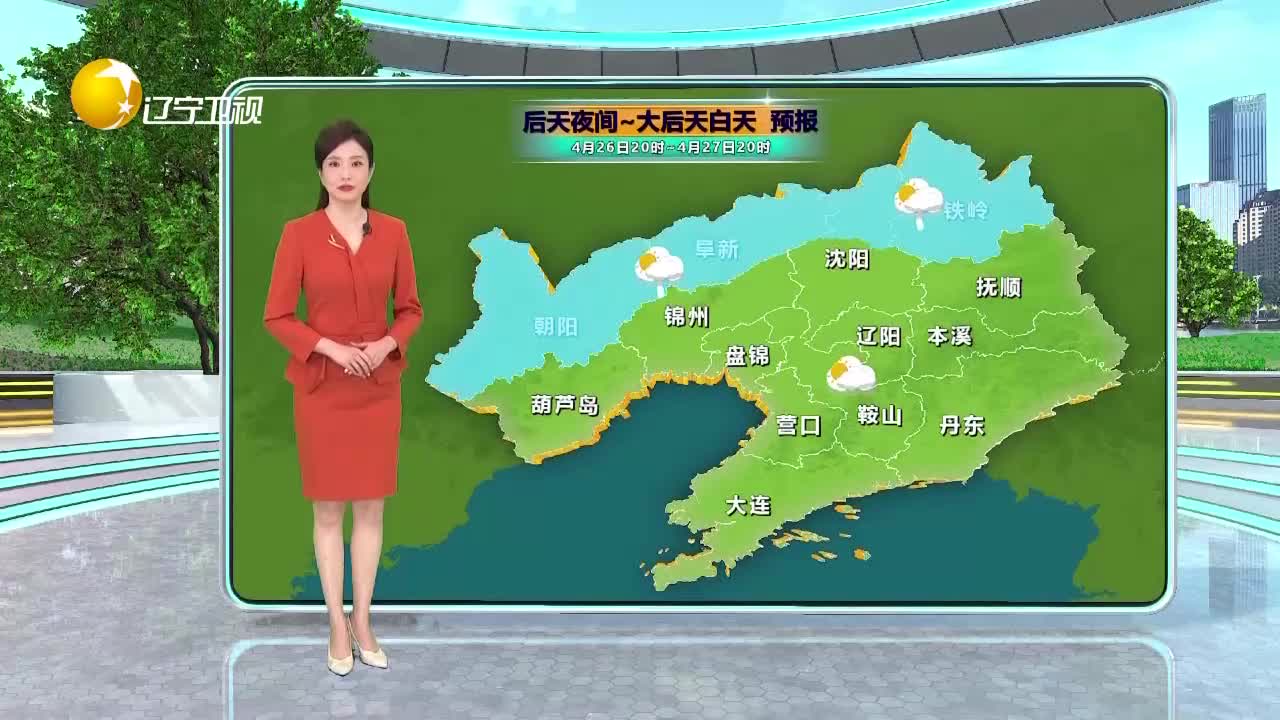 辽宁卫视
后天夜间~大后天白天 预报
4月26日20时~4月27日20时
铁岭
阜新
沈阳
抚顺
锦州
朝阳
辽阳
本溪
盘锦
葫芦岛
鞍山
营口
丹东
大连